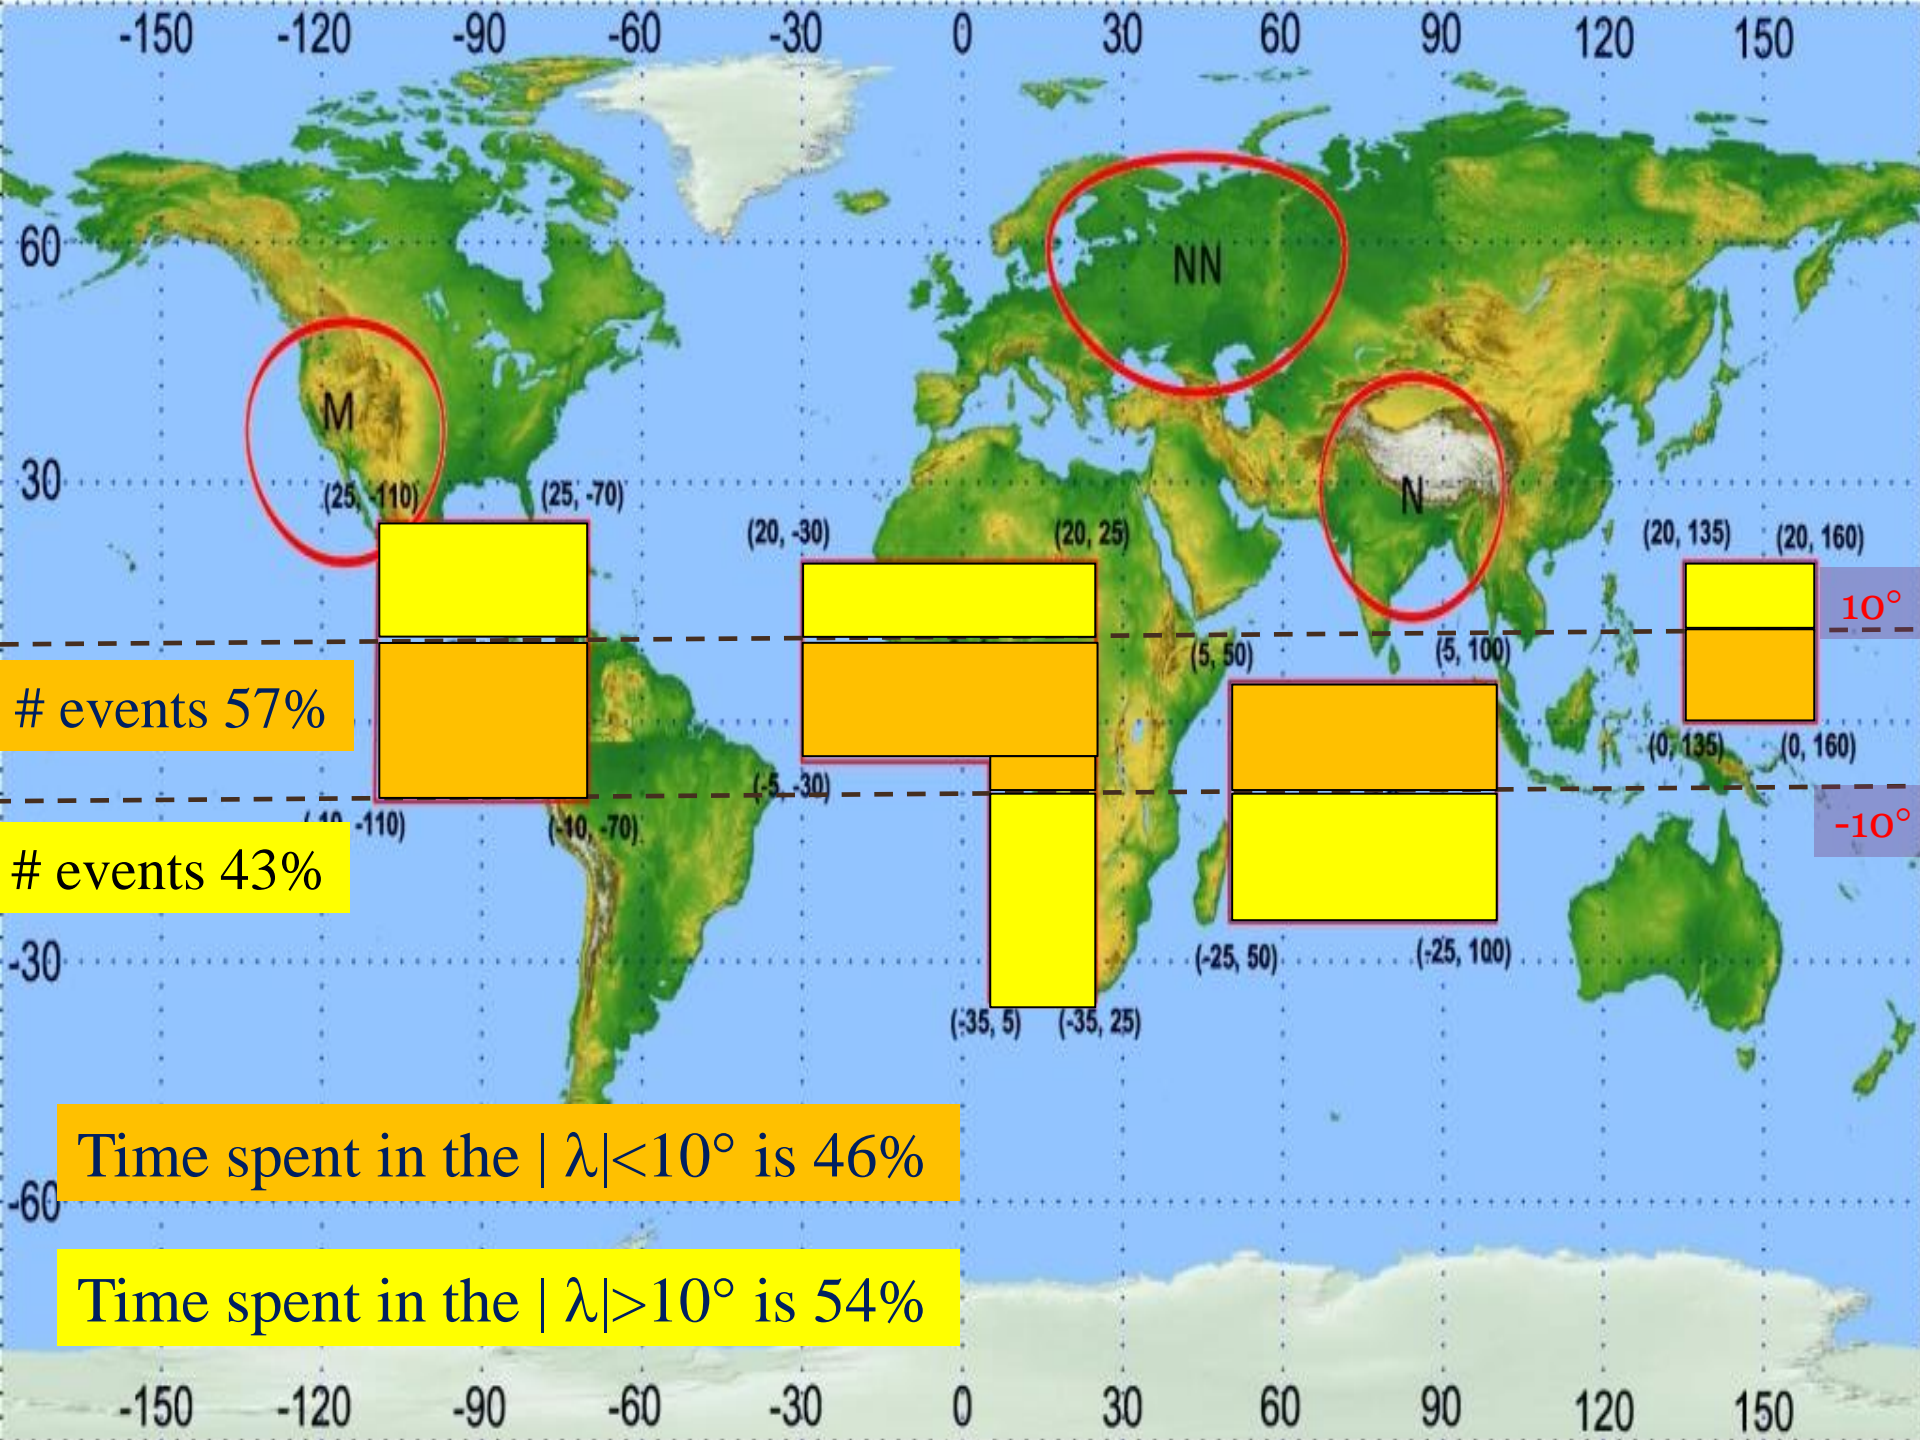 -150 -120 -90 -60 -30 0 30 60 90 120 150
60
NN
M
30
N
(25, -110) (25, -70)
(20, -30) (20, 25)
(20, 135) (20, 160)
10°
(5, 50) (5, 100)
# events 57%
(0, 135) (0, 160)
(-5, -30)
-110) (-10, -70)
-10°
# events 43%
-30
(-25, 50) (-25, 100)
(-35, 5) (-35, 25)
Time spent in the | λ|<10° is 46%
-60
Time spent in the | λ|>10° is 54%
-150 -120 -90 -60 -30 0 30 60 90 120 150